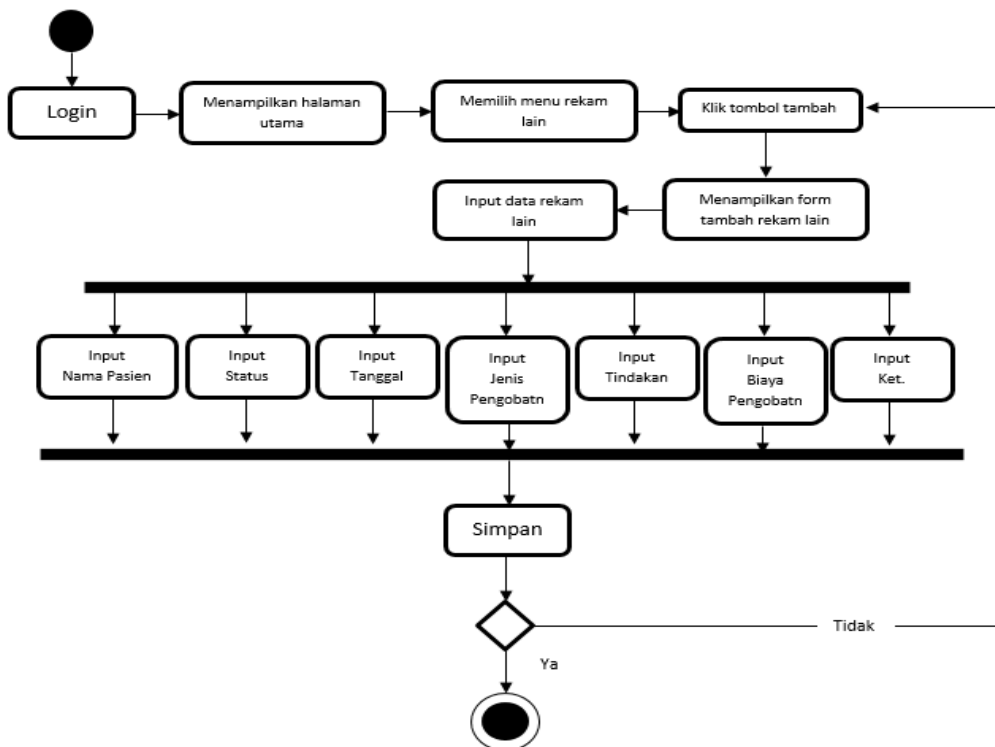 Login
Menampilkan halaman
utama
Memilih menu rekam
lain
Klik tombol tambah
Input data rekam
lain
Menampilkan form
tambah rekam lain
Input
Nama Pasien
Input
Status
Input
Tanggal
Input
Jenis
Pengobatn
Input
Tindakan
Input
Biaya
Pengobatn
Input
Ket.
Simpan
Tidak
Ya